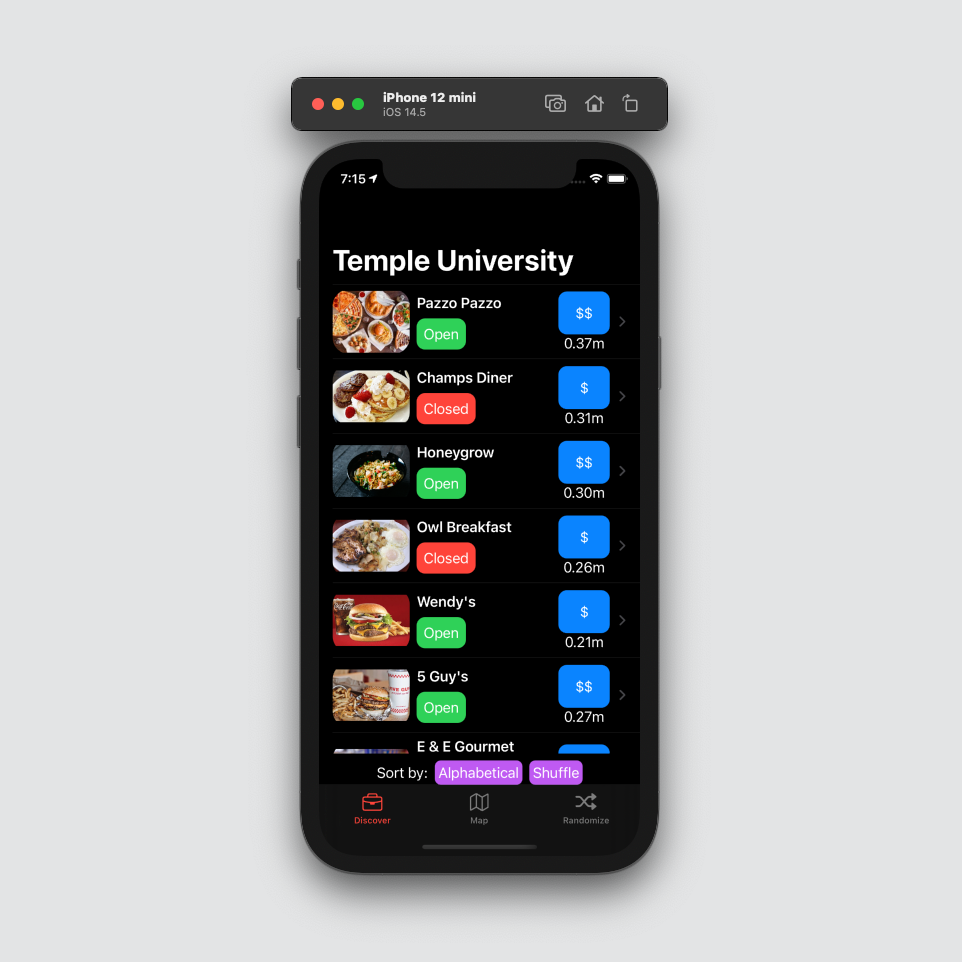 iPhone 12 mini
iOS 14.5
7:15
Temple University
Pazzo Pazzo
Open
$$
0.37m
Champs Diner
Closed
$
0.31m
Honeygrow
Open
$$
0.30m
Owl Breakfast
Closed
$
0.26m
Wendy's
Open
$
0.21m
5 Guy's
Open
$$
0.27m
E & E Gourmet
Sort by: Alphabetical Shuffle
Discover Map Randomize